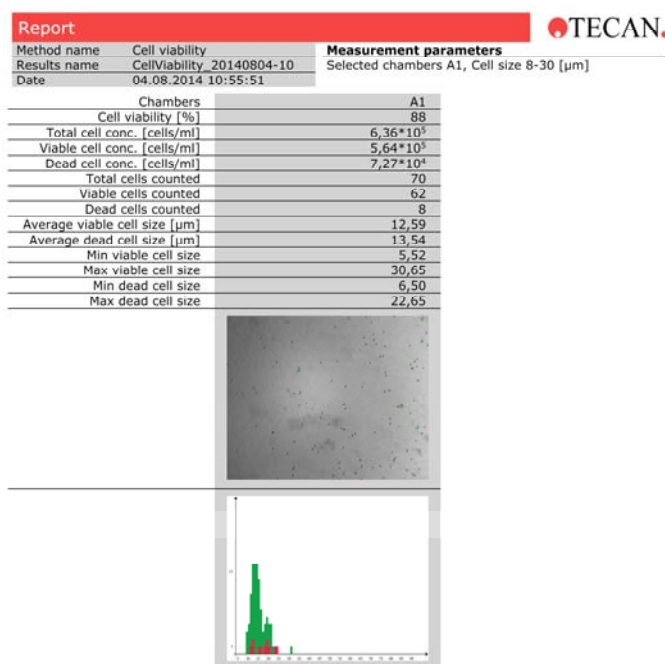 Report
TECAN.
Method name Cell viability
Results name CellViability_20140804-10
Date 04.08.2014 10:55:51
Measurement parameters
Selected chambers A1, Cell size 8-30 [µm]
Chambers A1
Cell viability [%] 88
Total cell conc. [cells/ml] 6,36*10⁵
Viable cell conc. [cells/ml] 5,64*10⁵
Dead cell conc. [cells/ml] 7,27*10⁴
Total cells counted 70
Viable cells counted 62
Dead cells counted 8
Average viable cell size [µm] 12,59
Average dead cell size [µm] 13,54
Min viable cell size 5,52
Max viable cell size 30,65
Min dead cell size 6,50
Max dead cell size 22,65